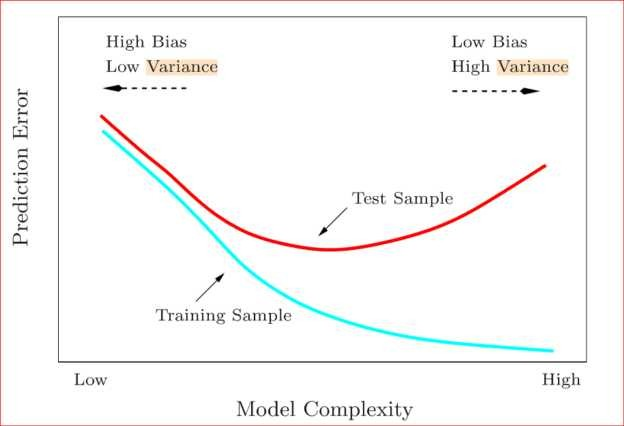 High Bias
Low Variance
Low Bias
High Variance
Prediction Error
Test Sample
Training Sample
Low
High
Model Complexity